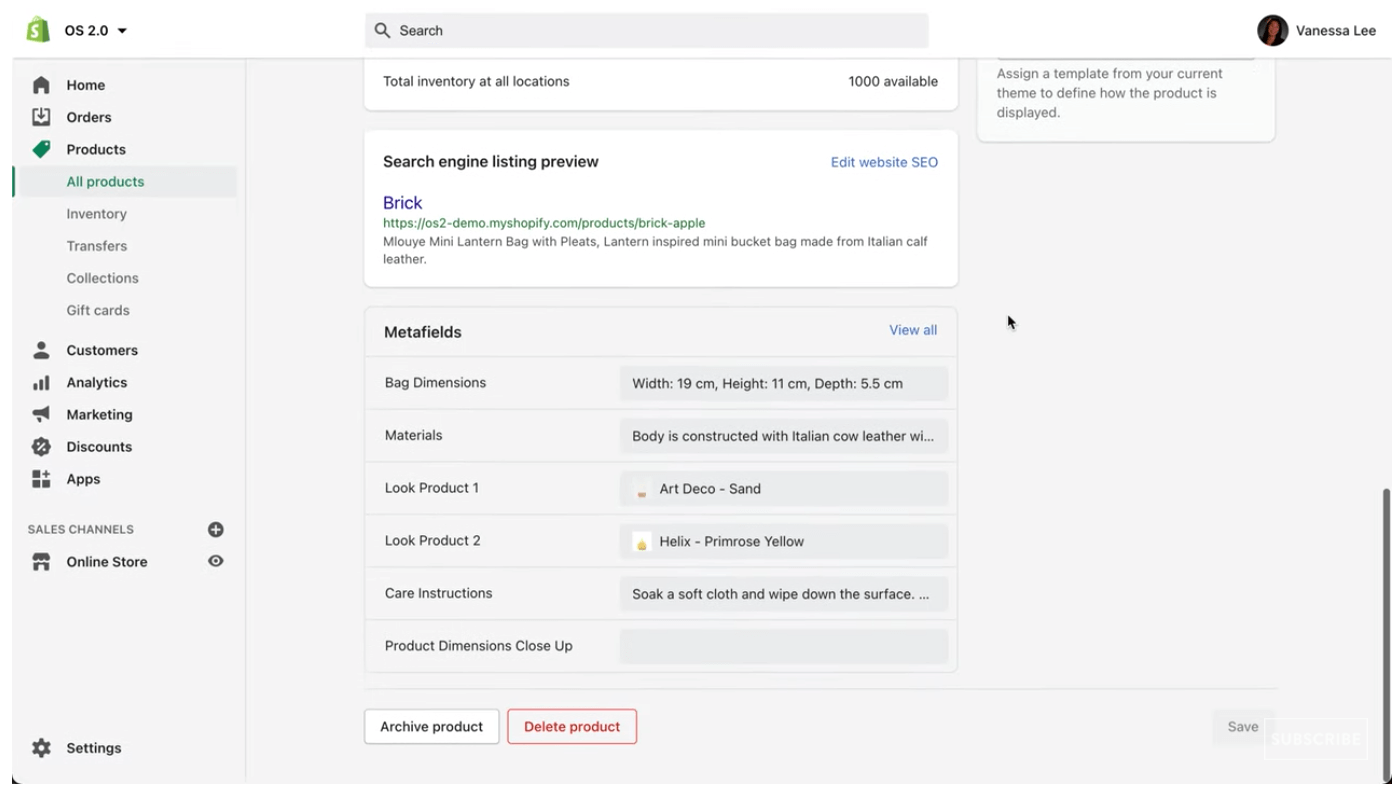 OS 2.0
Search
Vanessa Lee
Home
Orders
Products
All products
Inventory
Transfers
Collections
Gift cards
Customers
Analytics
Marketing
Discounts
Apps
SALES CHANNELS
Online Store
Settings
Total inventory at all locations 1000 available
Assign a template from your current
theme to define how the product is
displayed.
Search engine listing preview Edit website SEO
Brick
https://os2-demo.myshopify.com/products/brick-apple
Mlouye Mini Lantern Bag with Pleats, Lantern inspired mini bucket bag made from Italian calf
leather.
Metafields View all
Bag Dimensions Width: 19 cm, Height: 11 cm, Depth: 5.5 cm
Materials Body is constructed with Italian cow leather wi...
Look Product 1 Art Deco - Sand
Look Product 2 Helix - Primrose Yellow
Care Instructions Soak a soft cloth and wipe down the surface. ...
Product Dimensions Close Up
Archive product Delete product Save
SUBSCRIBE